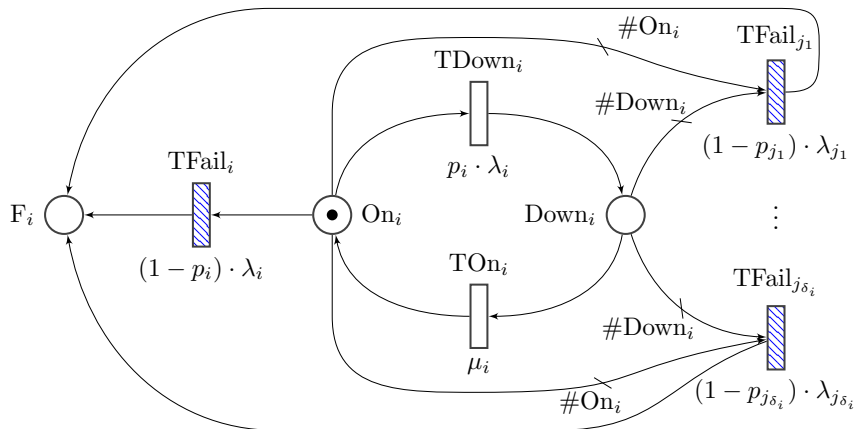 #On_i
TFail_{j_1}
TDown_i
#Down_i
(1 − p_{j_1}) · λ_{j_1}
p_i · λ_i
TFail_i
F_i
On_i
Down_i
⋮
(1 − p_i) · λ_i
TOn_i
TFail_{j_{δ_i}}
#Down_i
μ_i
(1 − p_{j_{δ_i}}) · λ_{j_{δ_i}}
#On_i